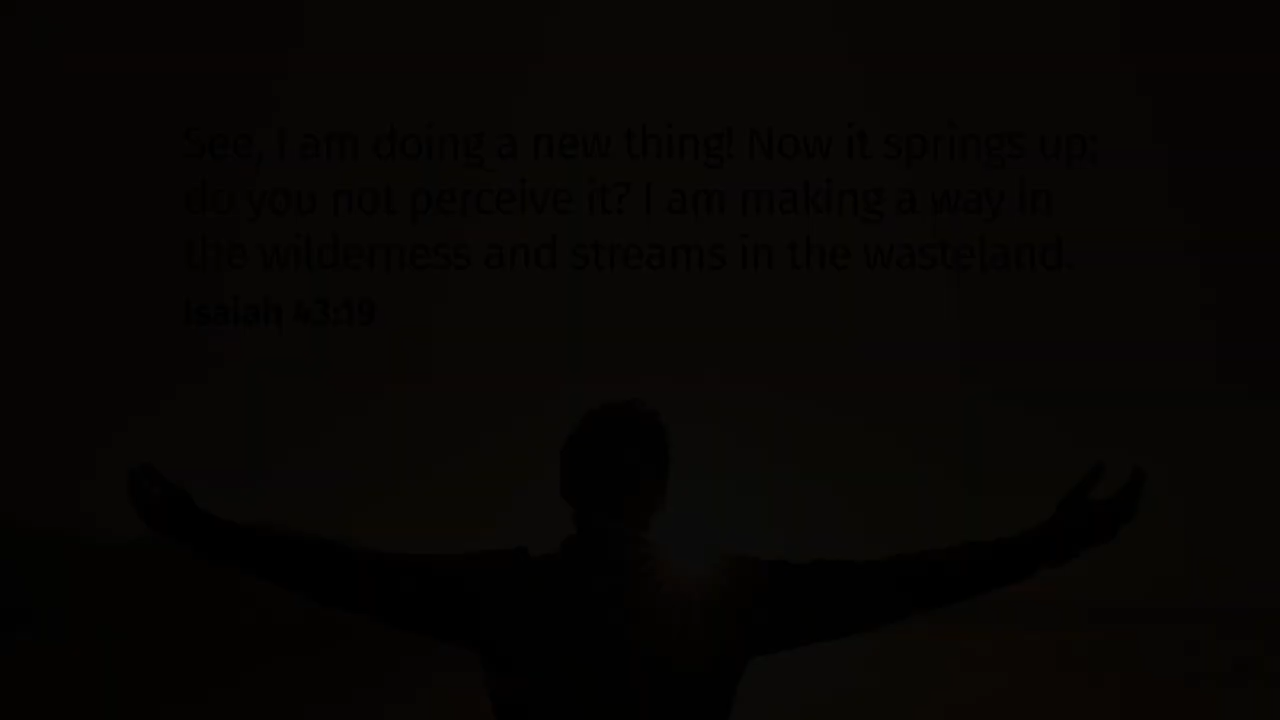 See, I am doing a new thing! Now it springs up;
do you not perceive it? I am making a way in
the wilderness and streams in the wasteland.
Isaiah 43:19